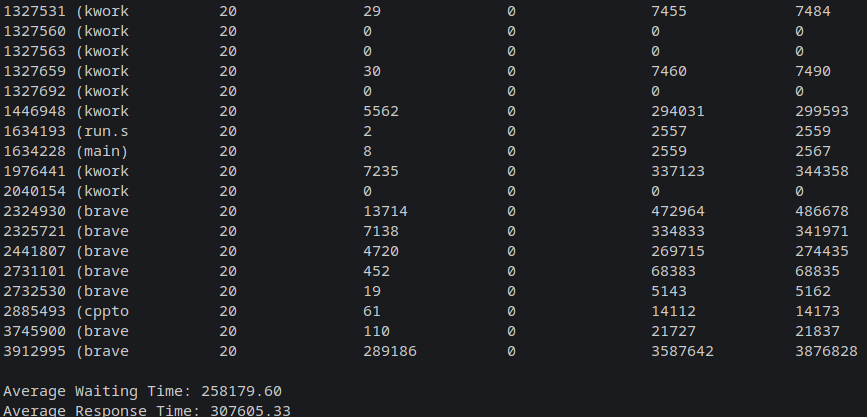 1327531 (kwork 20 29 0 7455 7484
1327560 (kwork 20 0 0 0 0
1327563 (kwork 20 0 0 0 0
1327659 (kwork 20 30 0 7460 7490
1327692 (kwork 20 0 0 0 0
1446948 (kwork 20 5562 0 294031 299593
1634193 (run.s 20 2 0 2557 2559
1634228 (main) 20 8 0 2559 2567
1976441 (kwork 20 7235 0 337123 344358
2040154 (kwork 20 0 0 0 0
2324930 (brave 20 13714 0 472964 486678
2325721 (brave 20 7138 0 334833 341971
2441807 (brave 20 4720 0 269715 274435
2731101 (brave 20 452 0 68383 68835
2732530 (brave 20 19 0 5143 5162
2885493 (cppto 20 61 0 14112 14173
3745900 (brave 20 110 0 21727 21837
3912995 (brave 20 289186 0 3587642 3876828
Average Waiting Time: 258179.60
Average Response Time: 307605.33